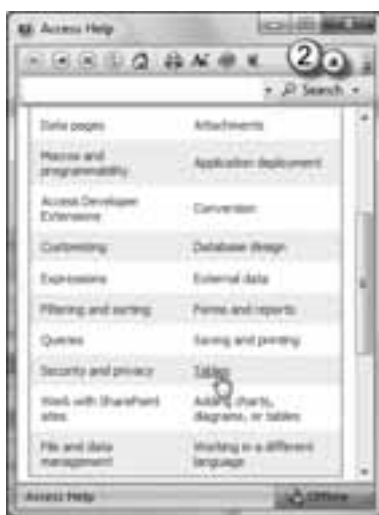 Access Help
2 a
Search
Data pages Attachments
Macros and programmability Application deployment
Access Developer Extensions Conversion
Customizing Database design
Expressions External data
Filtering and sorting Forms and reports
Queries Saving and printing
Security and privacy Tables
Work with SharePoint sites Adding charts, diagrams, or tables
File and data management Working in a different language
Access Help Offline